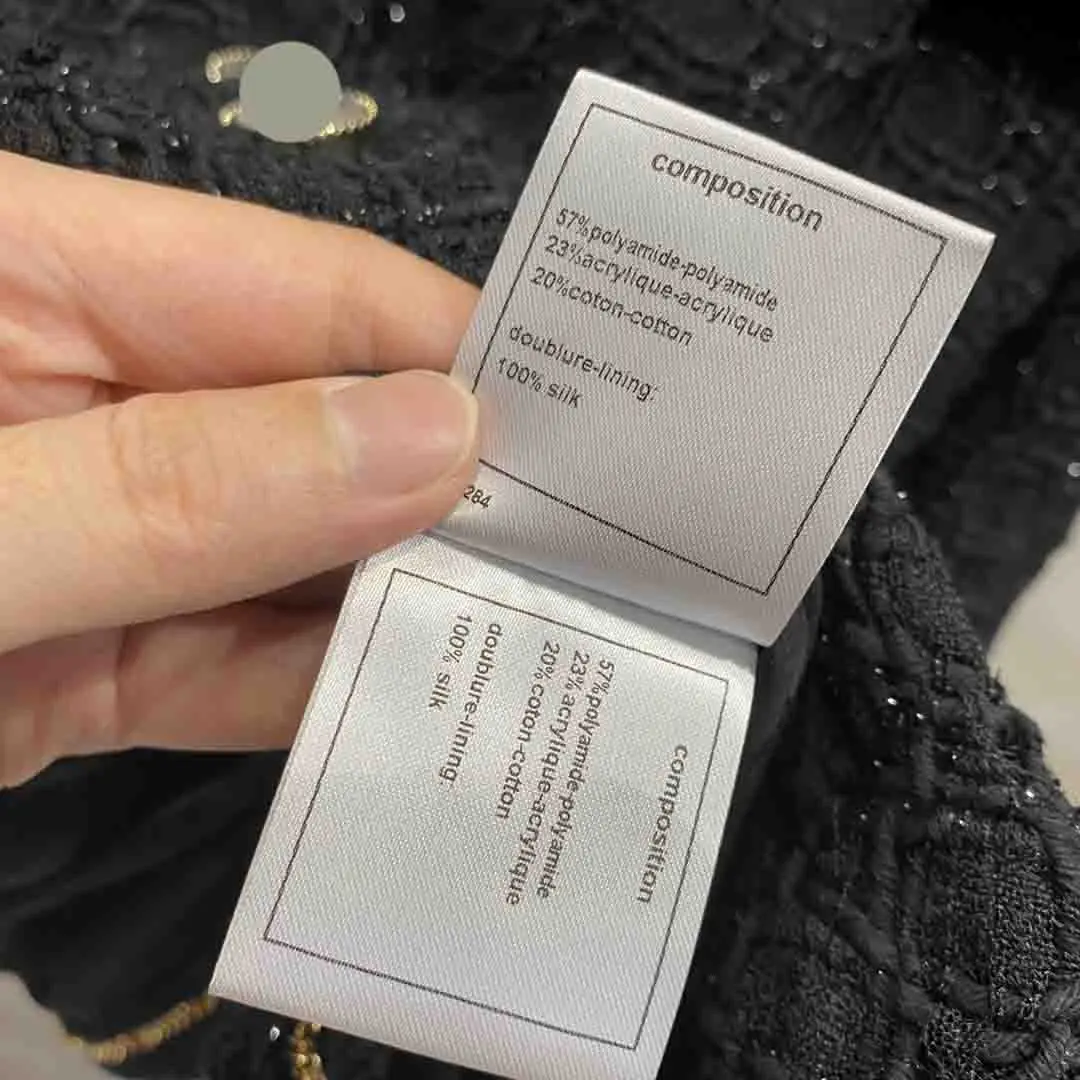 composition
57%polyamide-polyamide
23%acrylique-acrylique
20%coton-cotton
doublure-lining:
100% silk
284
composition
57%polyamide-polyamide
23%acrylique-acrylique
20%coton-cotton
doublure-lining:
100% silk